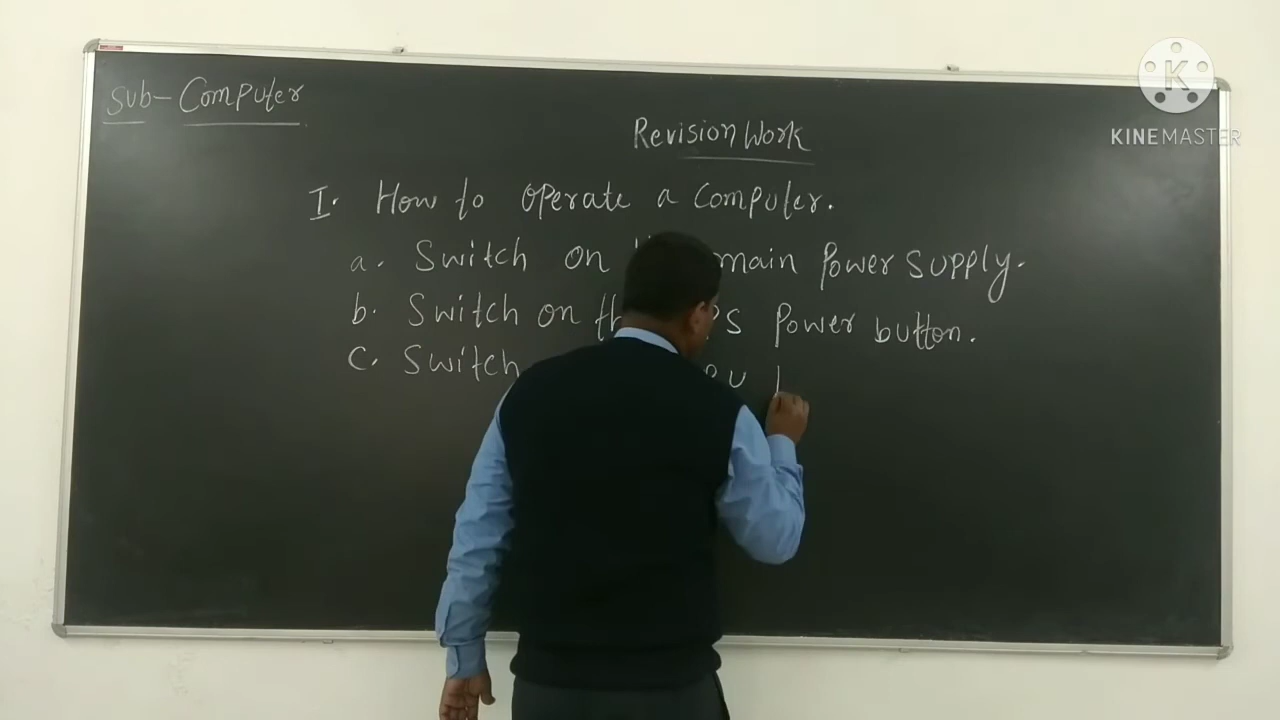 Sub- Computer
Revision Work
I. How to operate a computer.
a. Switch on main power supply.
b. Switch on power button.
c. Switch
K
KINEMASTER